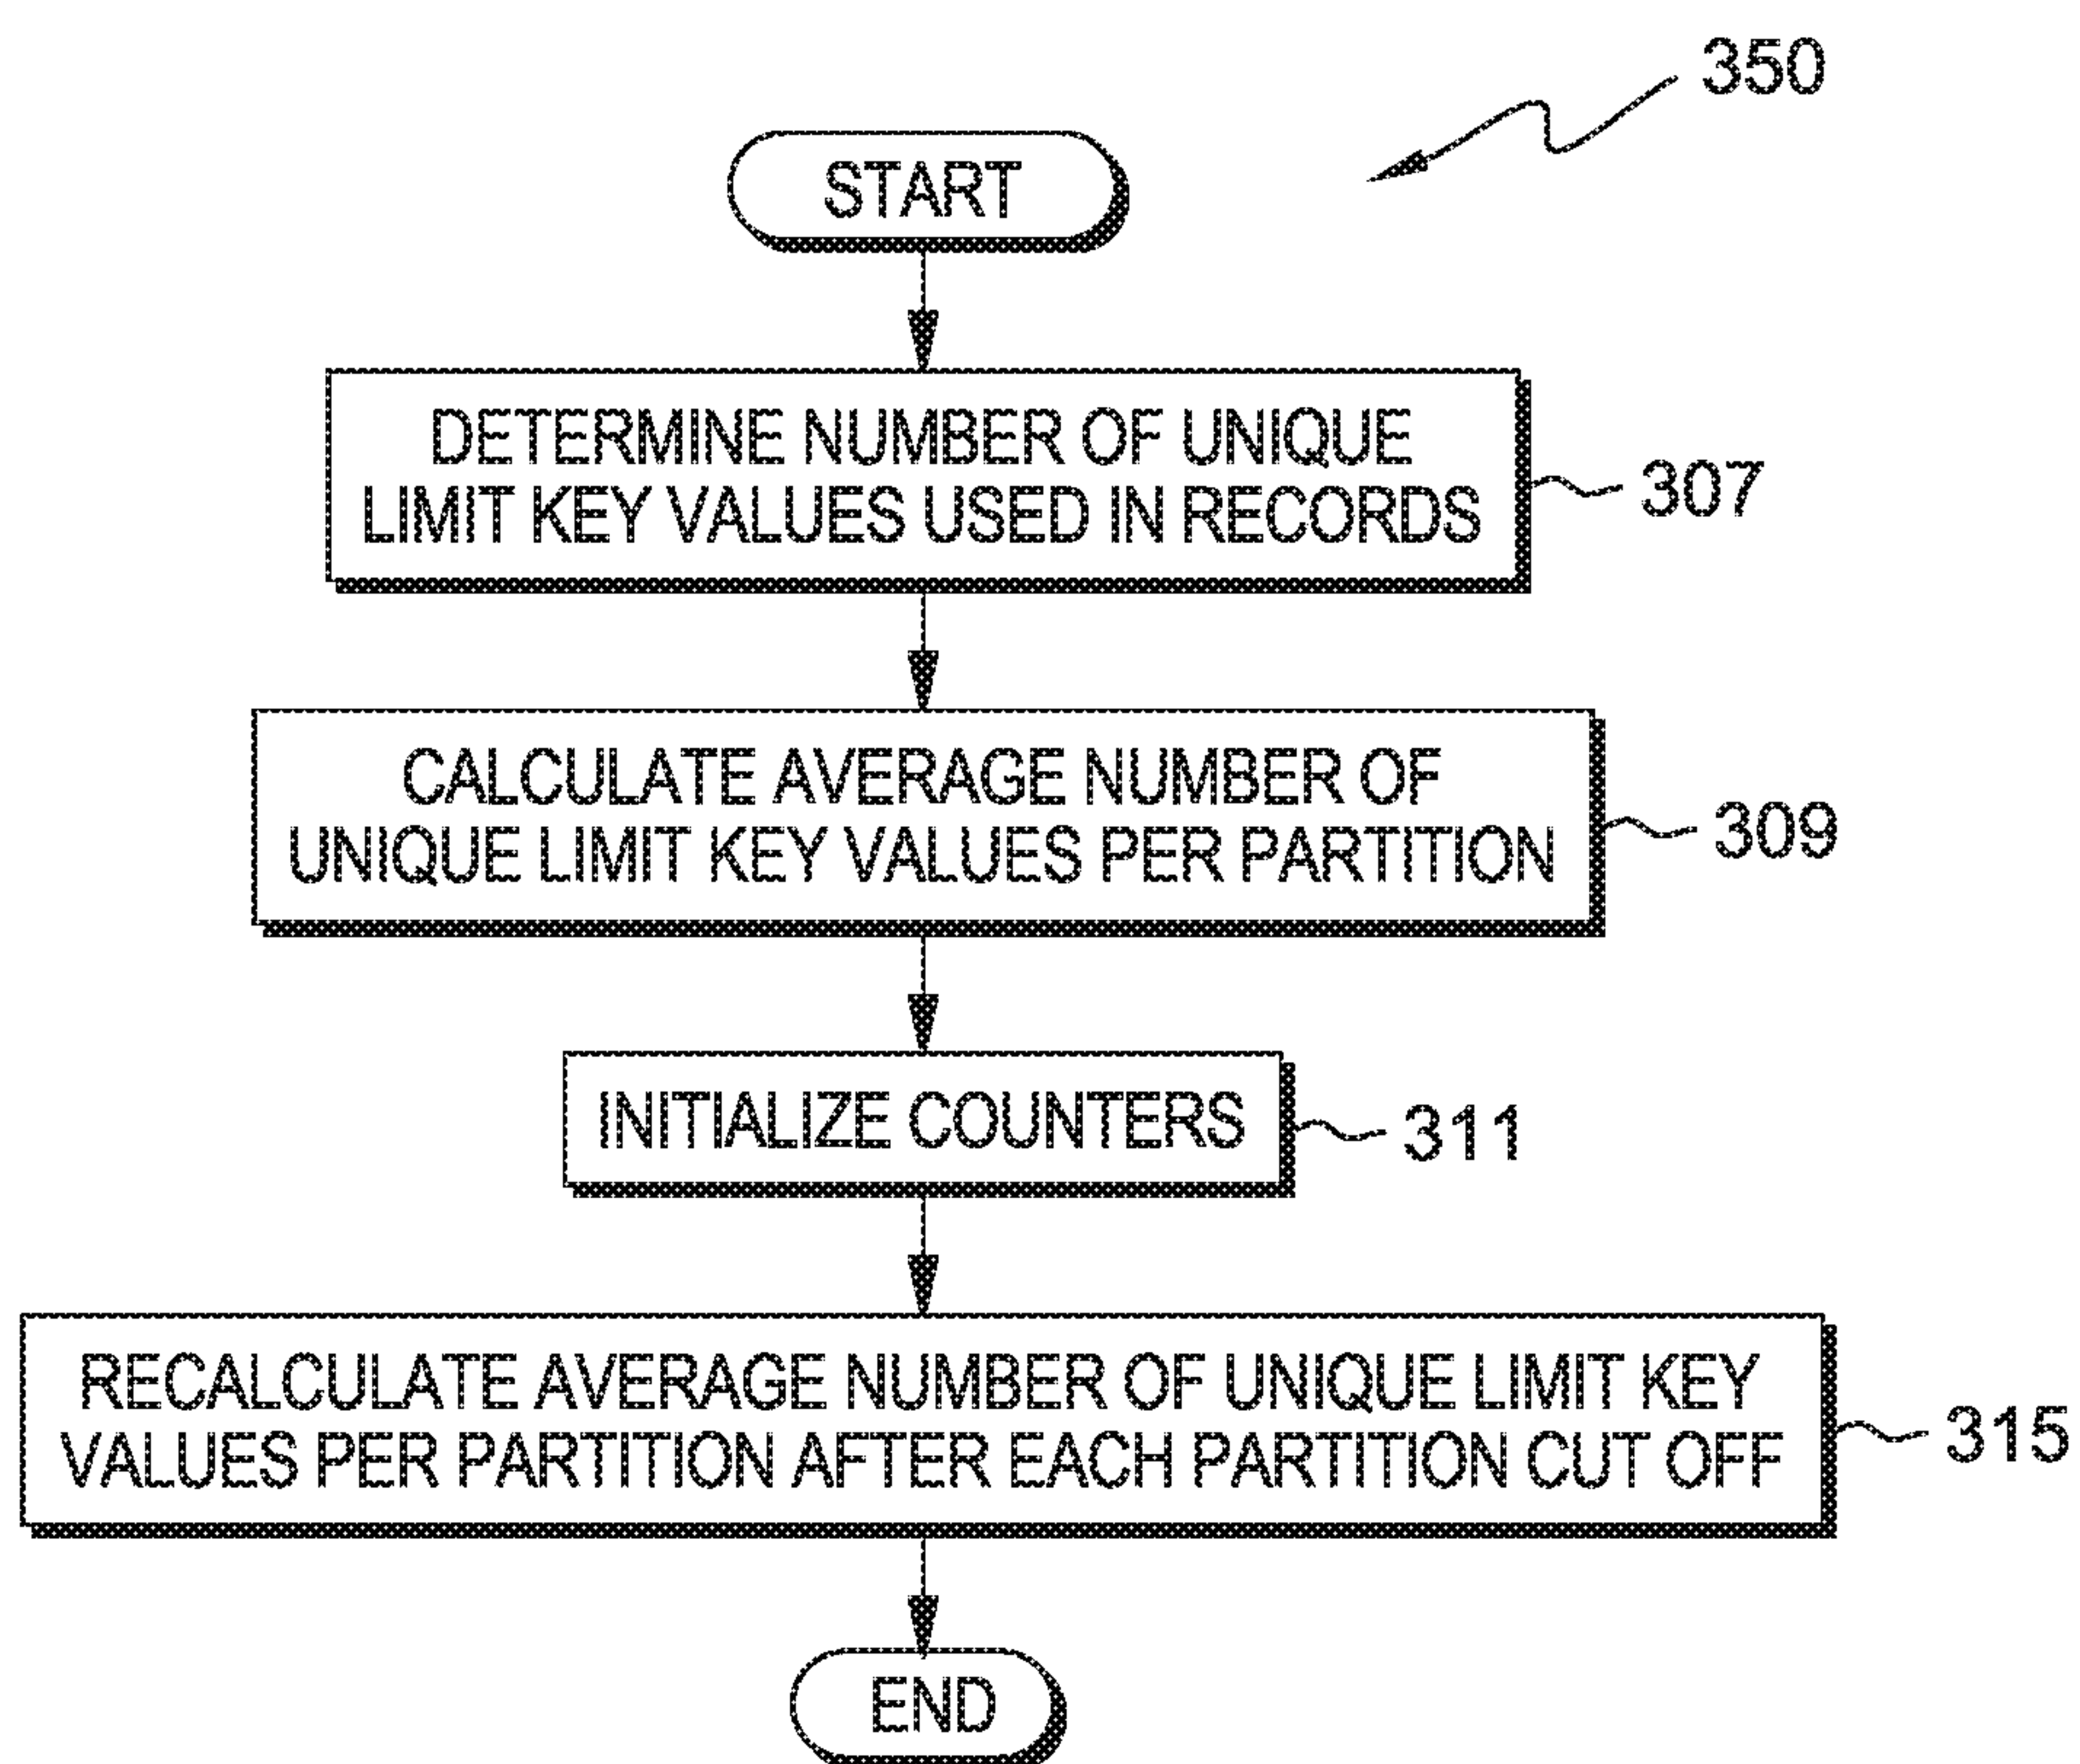 350
START
DETERMINE NUMBER OF UNIQUE
LIMIT KEY VALUES USED IN RECORDS
307
CALCULATE AVERAGE NUMBER OF
UNIQUE LIMIT KEY VALUES PER PARTITION
309
INITIALIZE COUNTERS
311
RECALCULATE AVERAGE NUMBER OF UNIQUE LIMIT KEY
VALUES PER PARTITION AFTER EACH PARTITION CUT OFF
315
END